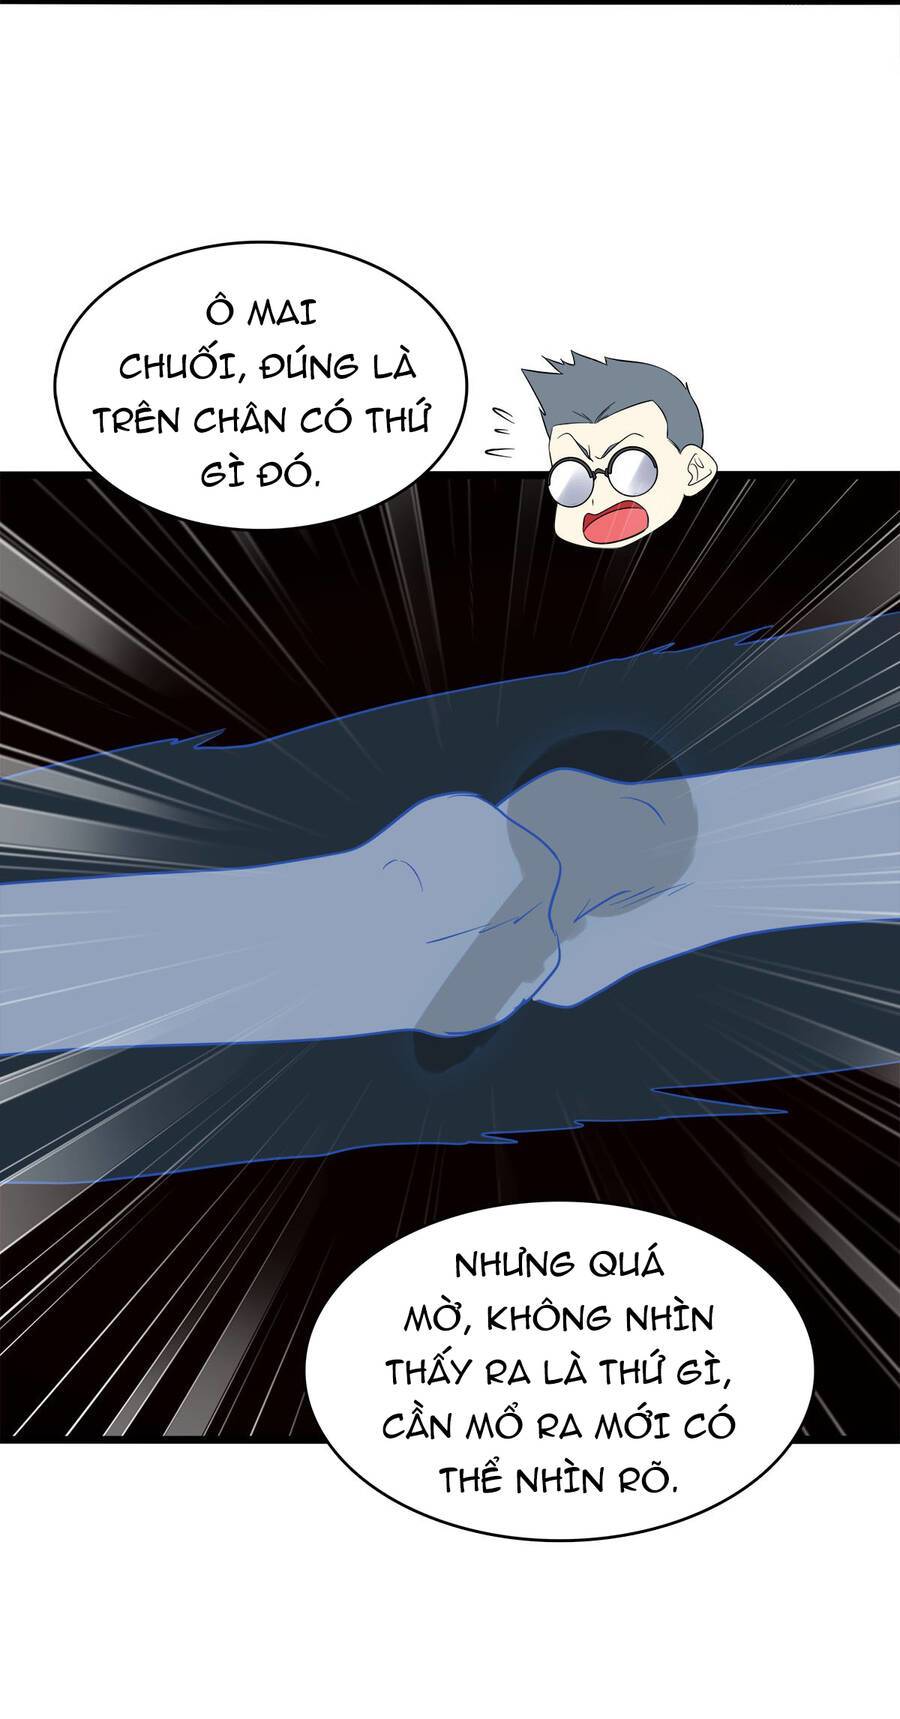 Ô MAI
CHUỐI, ĐÚNG LÀ
TRÊN CHÂN CÓ THỨ
GÌ ĐÓ.
NHƯNG QUÁ
MỜ, KHÔNG NHÌN
THẤY RA LÀ THỨ GÌ,
CẦN MỔ RA MỚI CÓ
THỂ NHÌN RÕ.